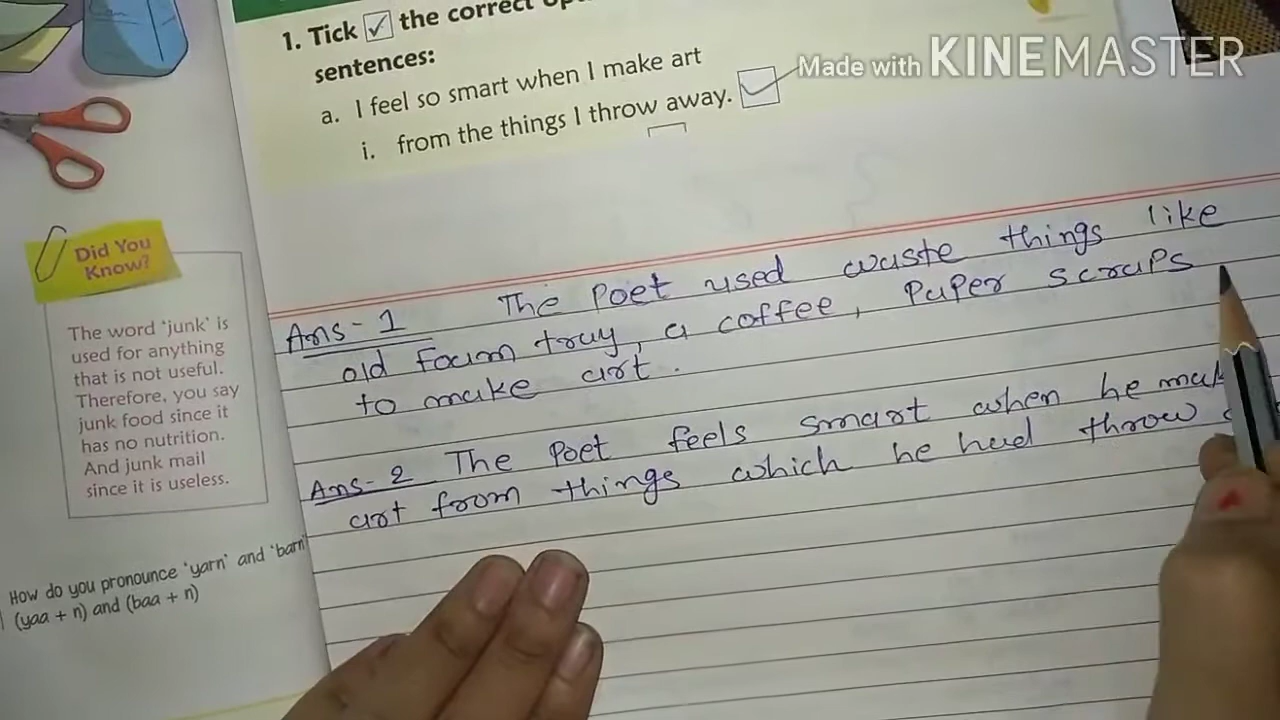 1. Tick ✓ the correct
sentences:
a. I feel so smart when I make art
i. from the things I throw away.
Made with KINEMASTER
Did You
Know?
The word 'junk' is
used for anything
that is not useful.
Therefore, you say
junk food since it
has no nutrition.
And junk mail
since it is useless.
How do you pronounce 'yarn' and 'barn'
(yaa + n) and (baa + n)
Ans-1 The Poet used waste things like
old Foam tray, a coffee, Paper scraps
to make art.
Ans-2 The Poet feels smart when he mak
art from things which he had throw